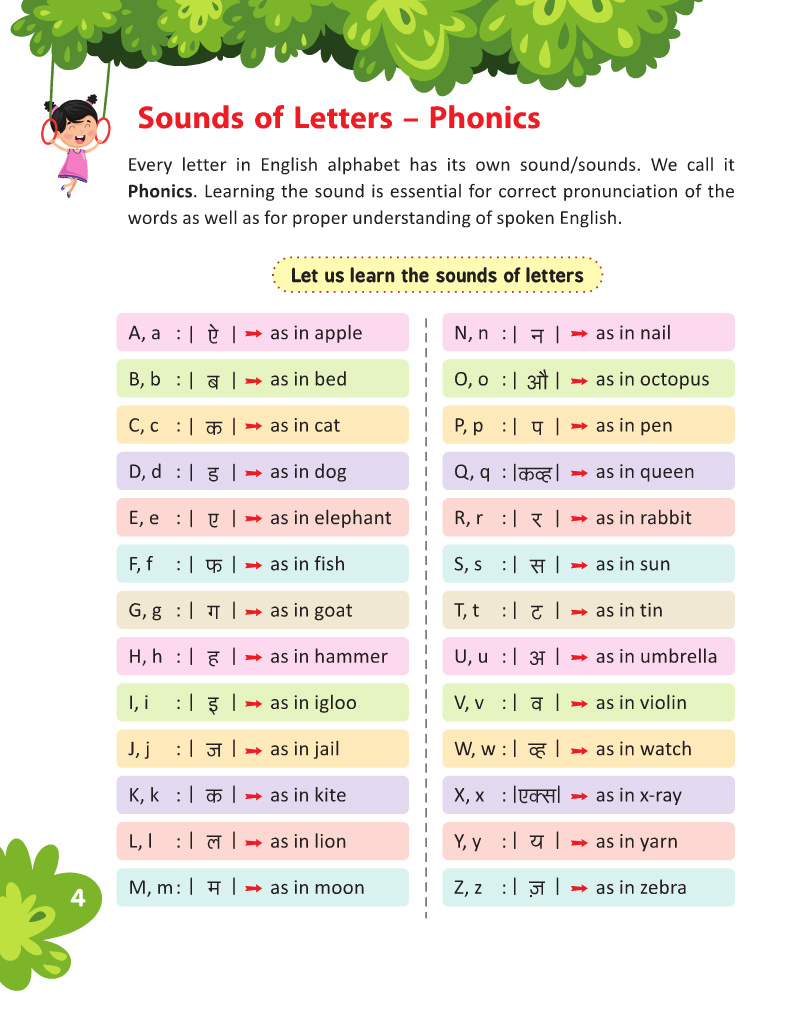 Sounds of Letters – Phonics
Every letter in English alphabet has its own sound/sounds. We call it
Phonics. Learning the sound is essential for correct pronunciation of the
words as well as for proper understanding of spoken English.
Let us learn the sounds of letters
A, a : | ऐ | ➡ as in apple
B, b : | ब | ➡ as in bed
C, c : | क | ➡ as in cat
D, d : | ड | ➡ as in dog
E, e : | ए | ➡ as in elephant
F, f : | फ | ➡ as in fish
G, g : | ग | ➡ as in goat
H, h : | ह | ➡ as in hammer
I, i : | इ | ➡ as in igloo
J, j : | ज | ➡ as in jail
K, k : | क | ➡ as in kite
L, l : | ल | ➡ as in lion
M, m : | म | ➡ as in moon
N, n : | न | ➡ as in nail
O, o : | औ | ➡ as in octopus
P, p : | प | ➡ as in pen
Q, q : |कव्ह| ➡ as in queen
R, r : | र | ➡ as in rabbit
S, s : | स | ➡ as in sun
T, t : | ट | ➡ as in tin
U, u : | अ | ➡ as in umbrella
V, v : | व | ➡ as in violin
W, w : | व्ह | ➡ as in watch
X, x : |एक्स| ➡ as in x-ray
Y, y : | य | ➡ as in yarn
Z, z : | ज़ | ➡ as in zebra
4